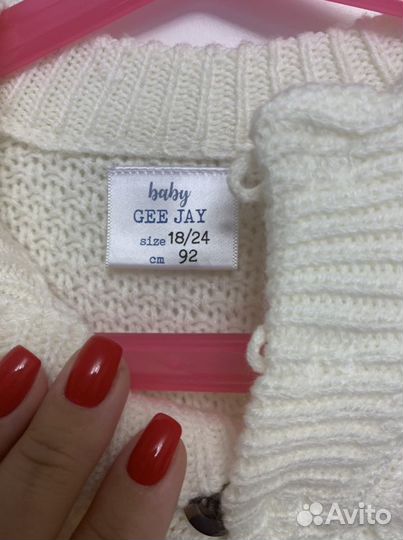 baby
GEE JAY
size 18/24
cm 92
Avito